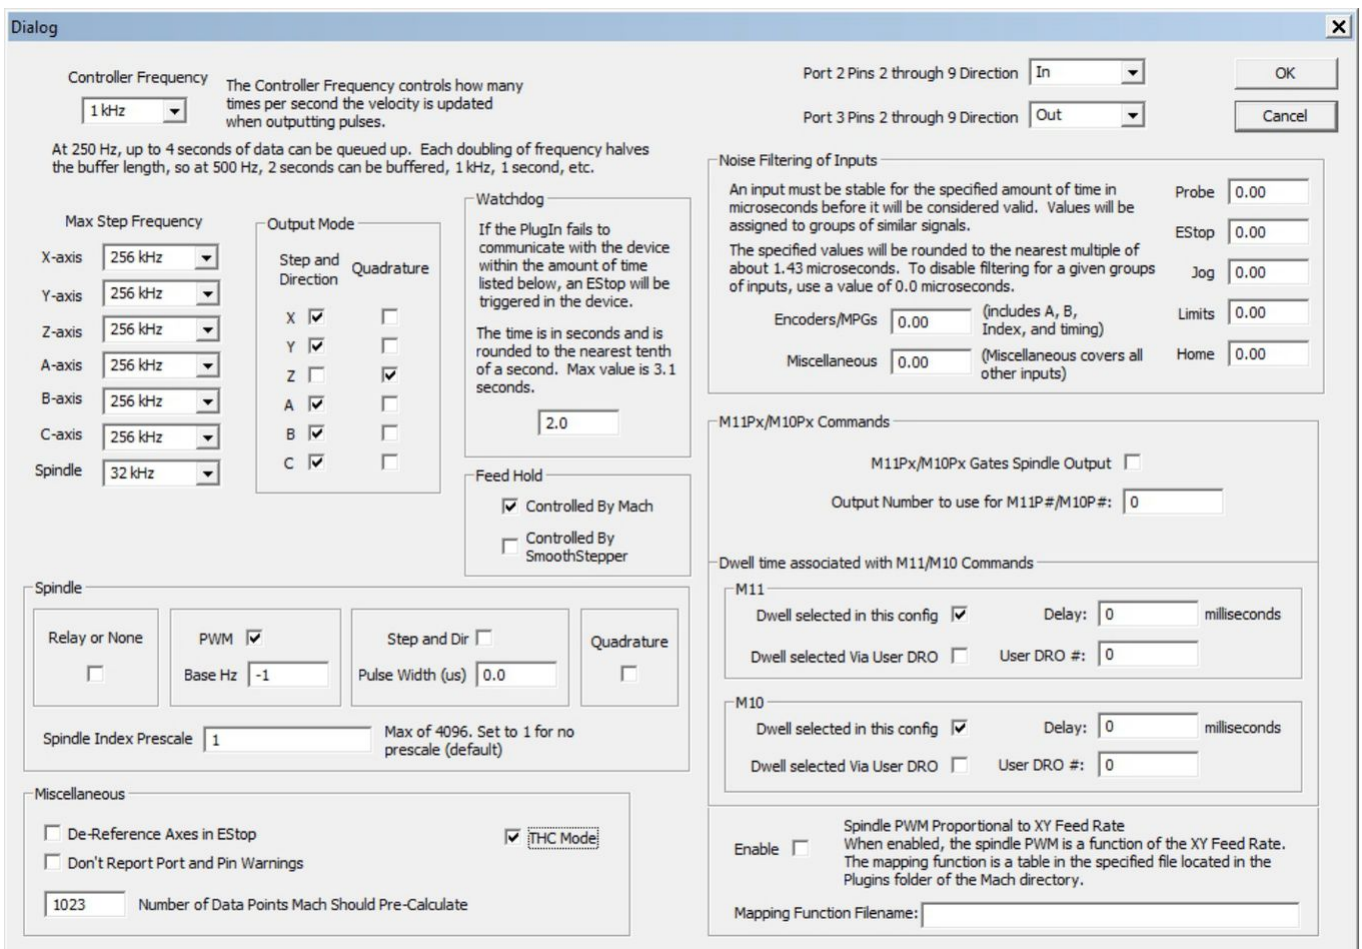 Dialog
Controller Frequency
1 kHz
The Controller Frequency controls how many
times per second the velocity is updated
when outputting pulses.
At 250 Hz, up to 4 seconds of data can be queued up. Each doubling of frequency halves
the buffer length, so at 500 Hz, 2 seconds can be buffered, 1 kHz, 1 second, etc.
Port 2 Pins 2 through 9 Direction In
Port 3 Pins 2 through 9 Direction Out
OK
Cancel
Max Step Frequency
X-axis 256 kHz
Y-axis 256 kHz
Z-axis 256 kHz
A-axis 256 kHz
B-axis 256 kHz
C-axis 256 kHz
Spindle 32 kHz
Output Mode
Step and
Direction
Quadrature
X
Y
Z
A
B
C
Watchdog
If the PlugIn fails to
communicate with the device
within the amount of time
listed below, an EStop will be
triggered in the device.
The time is in seconds and is
rounded to the nearest tenth
of a second. Max value is 3.1
seconds.
2.0
Feed Hold
Controlled By Mach
Controlled By
SmoothStepper
Noise Filtering of Inputs
An input must be stable for the specified amount of time in
microseconds before it will be considered valid. Values will be
assigned to groups of similar signals.
The specified values will be rounded to the nearest multiple of
about 1.43 microseconds. To disable filtering for a given groups
of inputs, use a value of 0.0 microseconds.
Encoders/MPGs 0.00
(includes A, B,
Index, and timing)
Miscellaneous 0.00
(Miscellaneous covers all
other inputs)
Probe 0.00
EStop 0.00
Jog 0.00
Limits 0.00
Home 0.00
M11Px/M10Px Commands
M11Px/M10Px Gates Spindle Output
Output Number to use for M11P#/M10P#: 0
Dwell time associated with M11/M10 Commands
M11
Dwell selected in this config Delay: 0 milliseconds
Dwell selected Via User DRO User DRO #: 0
M10
Dwell selected in this config Delay: 0 milliseconds
Dwell selected Via User DRO User DRO #: 0
Spindle
Relay or None
PWM
Base Hz -1
Step and Dir
Pulse Width (us) 0.0
Quadrature
Spindle Index Prescale 1
Max of 4096. Set to 1 for no
prescale (default)
Miscellaneous
De-Reference Axes in EStop
THC Mode
Don't Report Port and Pin Warnings
1023 Number of Data Points Mach Should Pre-Calculate
Enable
Spindle PWM Proportional to XY Feed Rate
When enabled, the spindle PWM is a function of the XY Feed Rate.
The mapping function is a table in the specified file located in the
Plugins folder of the Mach directory.
Mapping Function Filename: